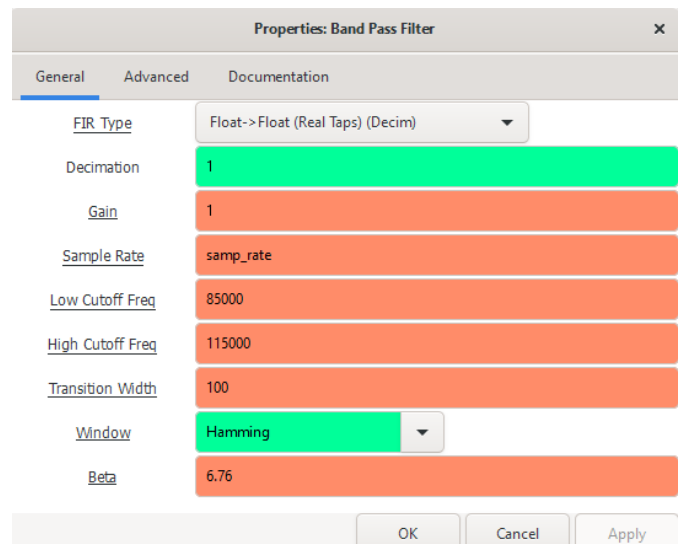 Properties: Band Pass Filter ×
General Advanced Documentation
FIR Type Float->Float (Real Taps) (Decim)
Decimation 1
Gain 1
Sample Rate samp_rate
Low Cutoff Freq 85000
High Cutoff Freq 115000
Transition Width 100
Window Hamming
Beta 6.76
OK Cancel Apply